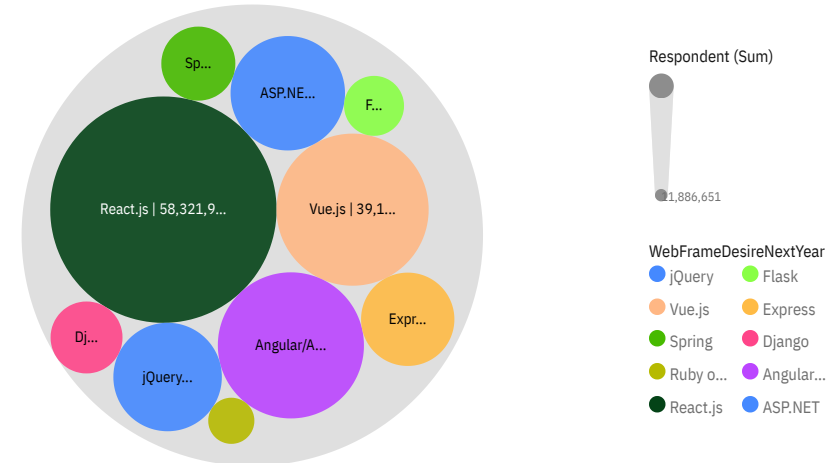 Sp...
ASP.NE...
F...
React.js | 58,321,9...
Vue.js | 39,1...
Expr...
Dj...
Angular/A...
jQuery...
Respondent (Sum)
11,886,651
WebFrameDesireNextYear
jQuery
Flask
Vue.js
Express
Spring
Django
Ruby o...
Angular...
React.js
ASP.NET